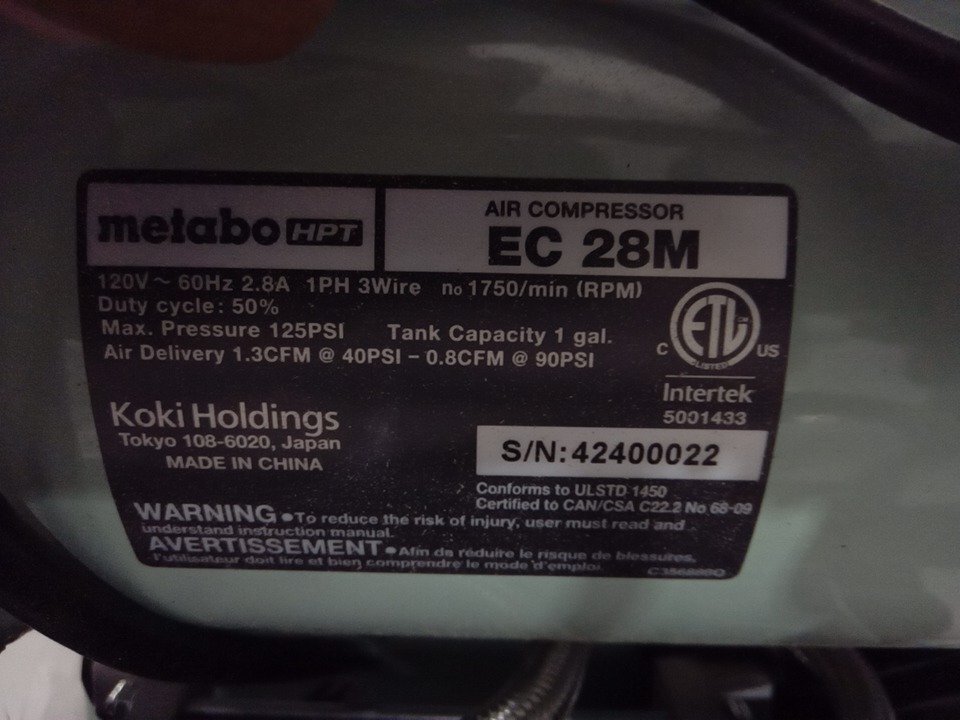 metabo HPT
AIR COMPRESSOR
EC 28M
120V ~ 60Hz 2.8A 1PH 3Wire no 1750/min (RPM)
Duty cycle: 50%
Max. Pressure 125PSI Tank Capacity 1 gal.
Air Delivery 1.3CFM @ 40PSI – 0.8CFM @ 90PSI
ETL
C US
LISTED
Intertek
5001433
Koki Holdings
Tokyo 108-6020, Japan
MADE IN CHINA
S/N: 42400022
Conforms to ULSTD 1450
Certified to CAN/CSA C22.2 No 68-09
WARNING •To reduce the risk of injury, user must read and
understand instruction manual.
AVERTISSEMENT •Afin de réduire le risque de blessures,
l'utilisateur doit lire et bien comprendre le mode d'emploi.